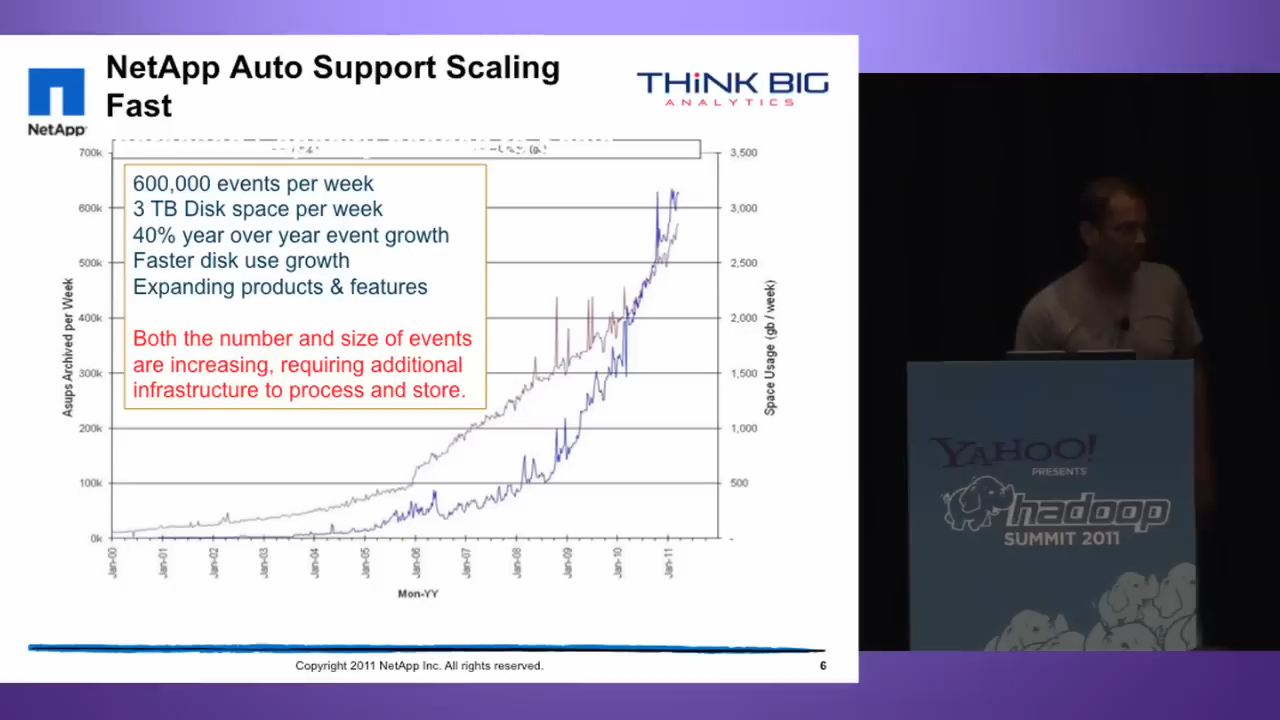 NetApp Auto Support Scaling
Fast
NetApp
THiNK BIG
ANALYTICS
700k
600k
500k
400k
300k
200k
100k
0k
Asups Archived per Week
600,000 events per week
3 TB Disk space per week
40% year over year event growth
Faster disk use growth
Expanding products & features
Both the number and size of events
are increasing, requiring additional
infrastructure to process and store.
3,500
3,000
2,500
2,000
1,500
1,000
500
-
Space Usage (gb / week)
Jan-00
Jan-01
Jan-02
Jan-03
Jan-04
Jan-05
Jan-06
Jan-07
Jan-08
Jan-09
Jan-10
Jan-11
Mon-YY
Copyright 2011 NetApp Inc. All rights reserved.
6
YAHOO!
PRESENTS
hadoop
SUMMIT 2011